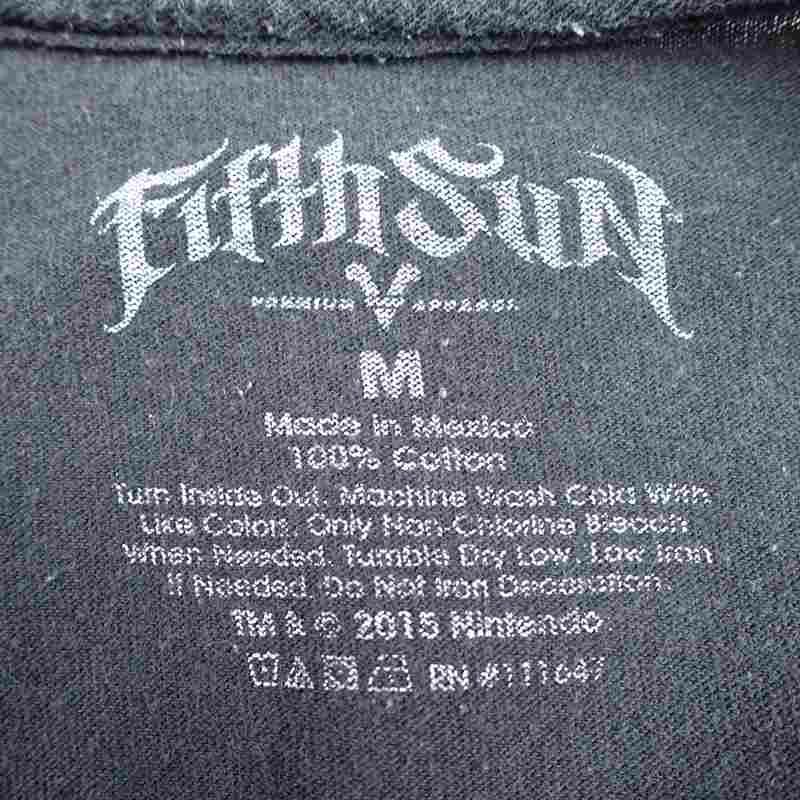 Fifth Sun
PREMIUM V APPAREL
M
Made in Mexico
100% Cotton
Turn Inside Out. Machine Wash Cold With
Like Colors. Only Non-Chlorine Bleach
When Needed. Tumble Dry Low. Low Iron
If Needed. Do Not Iron Decoration.
TM & © 2015 Nintendo
RN #111647